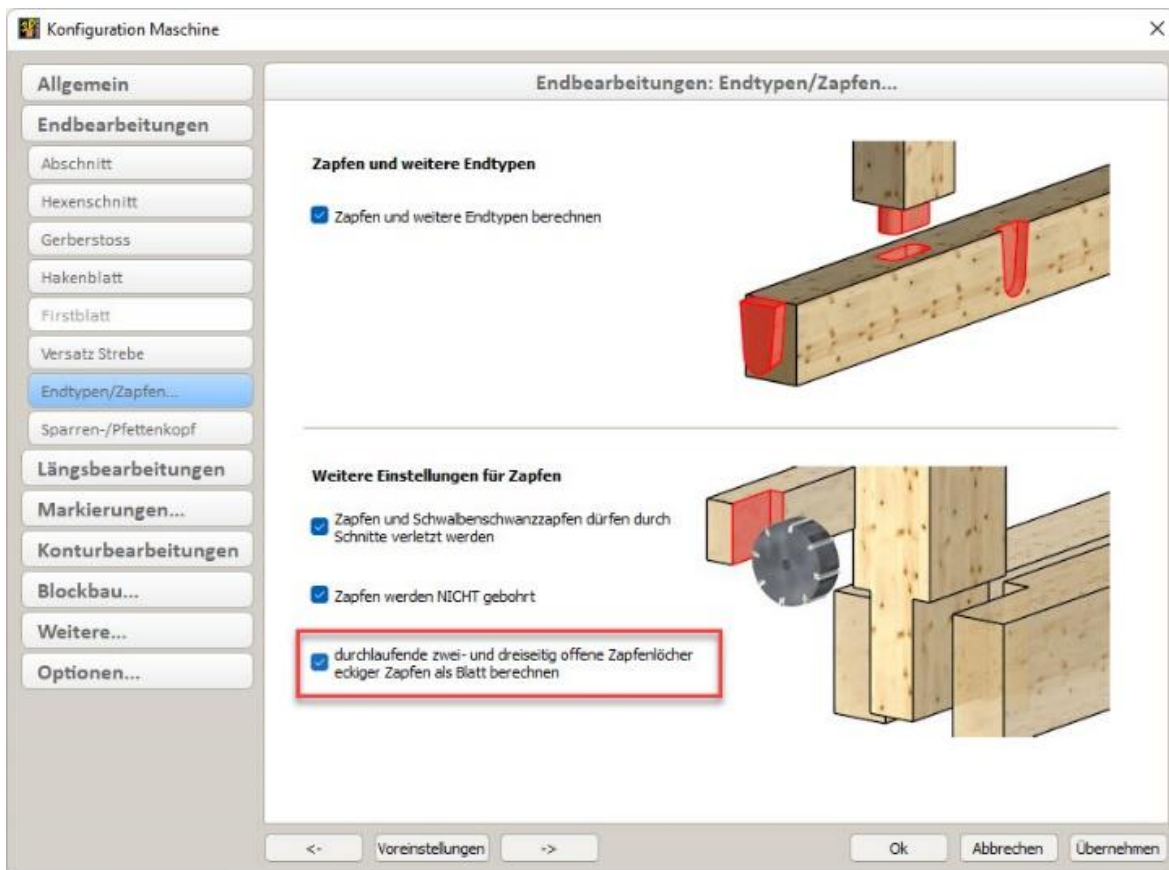 Konfiguration Maschine
Allgemein
Endbearbeitungen
Abschnitt
Hexenschnitt
Gerberstoss
Hakenblatt
Firstblatt
Versatz Strebe
Endtypen/Zapfen...
Sparren-/Pfettenkopf
Längsbearbeitungen
Markierungen...
Konturbearbeitungen
Blockbau...
Weitere...
Optionen...
Endbearbeitungen: Endtypen/Zapfen...
Zapfen und weitere Endtypen
Zapfen und weitere Endtypen berechnen
Weitere Einstellungen für Zapfen
Zapfen und Schwalbenschwanzzapfen dürfen durch
Schnitte verletzt werden
Zapfen werden NICHT gebohrt
durchlaufende zwei- und dreiseitig offene Zapfenlöcher
eckiger Zapfen als Blatt berechnen
<- Voreinstellungen -> Ok Abbrechen Übernehmen